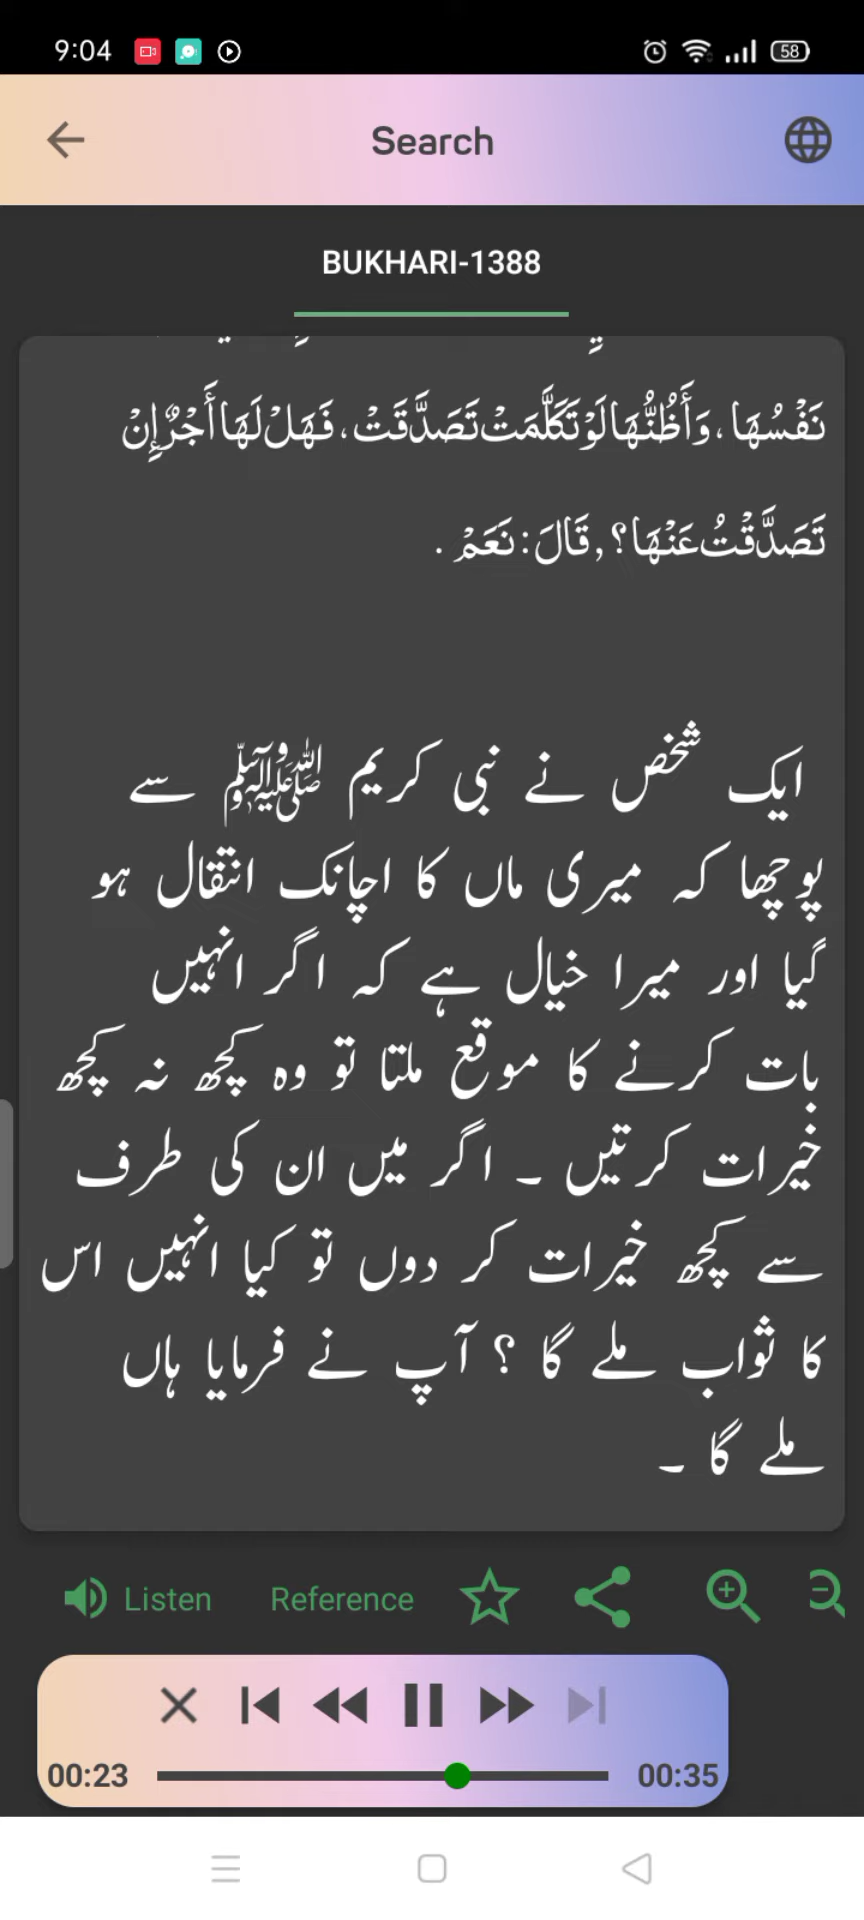 9:04
58
Search
BUKHARI-1388
نَفْسُهَا، وَأَظُنُّهَا لَوْ تَكَلَّمَتْ تَصَدَّقَتْ، فَهَلْ لَهَا أَجْرٌ إِنْ
تَصَدَّقْتُ عَنْهَا؟, قَالَ: نَعَمْ .
ایک شخص نے نبی کریم ﷺ سے
پوچھا کہ میری ماں کا اچانک انتقال ہو
گیا اور میرا خیال ہے کہ اگر انہیں
بات کرنے کا موقع ملتا تو وہ کچھ نہ کچھ
خیرات کرتیں ۔ اگر میں ان کی طرف
سے کچھ خیرات کر دوں تو کیا انہیں اس
کا ثواب ملے گا ؟ آپ نے فرمایا ہاں
ملے گا ۔
Listen Reference
00:23 00:35